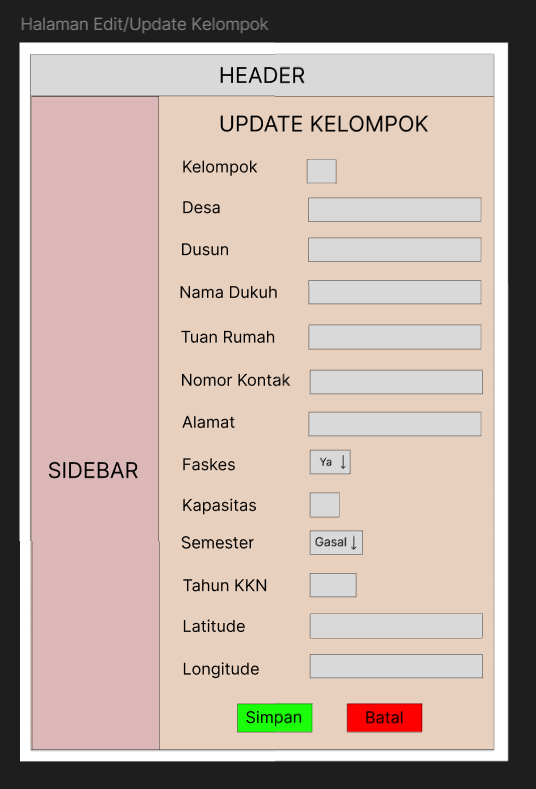 Halaman Edit/Update Kelompok
HEADER
SIDEBAR
UPDATE KELOMPOK
Kelompok
Desa
Dusun
Nama Dukuh
Tuan Rumah
Nomor Kontak
Alamat
Faskes Ya ↓
Kapasitas
Semester Gasal ↓
Tahun KKN
Latitude
Longitude
Simpan Batal